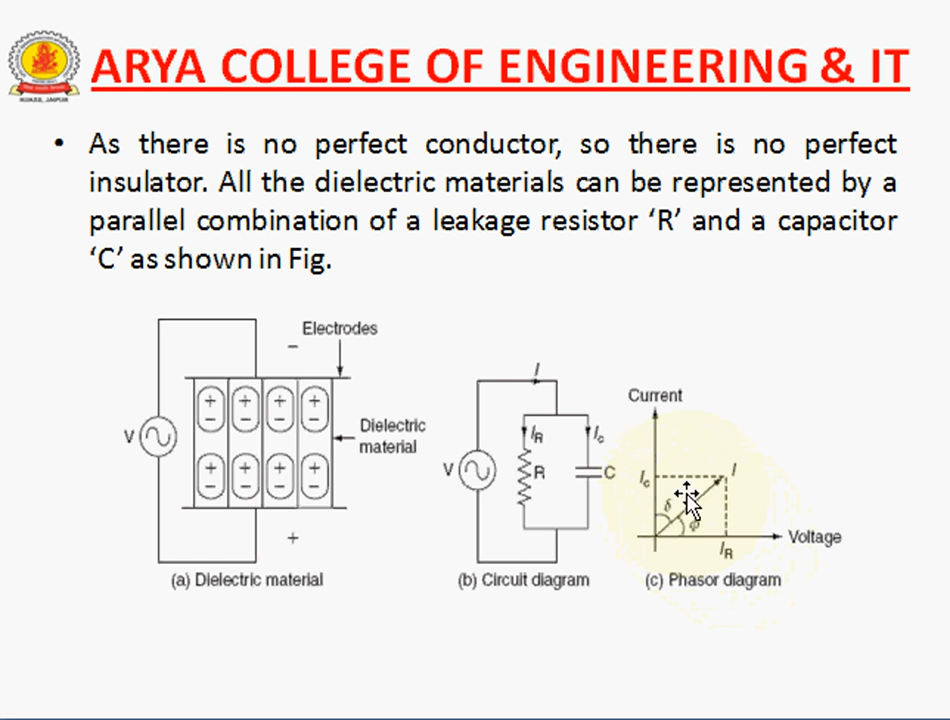 ARYA COLLEGE OF ENGINEERING & IT
KUKAS, JAIPUR
• As there is no perfect conductor, so there is no perfect
insulator. All the dielectric materials can be represented by a
parallel combination of a leakage resistor ‘R’ and a capacitor
‘C’ as shown in Fig.
Electrodes
−
+ + + +
− − − −
Dielectric
material
V
+ + + +
− − − −
+
(a) Dielectric material
I
I_R I_c
V R C
(b) Circuit diagram
Current
I_c I
δ
φ
Voltage
I_R
(c) Phasor diagram